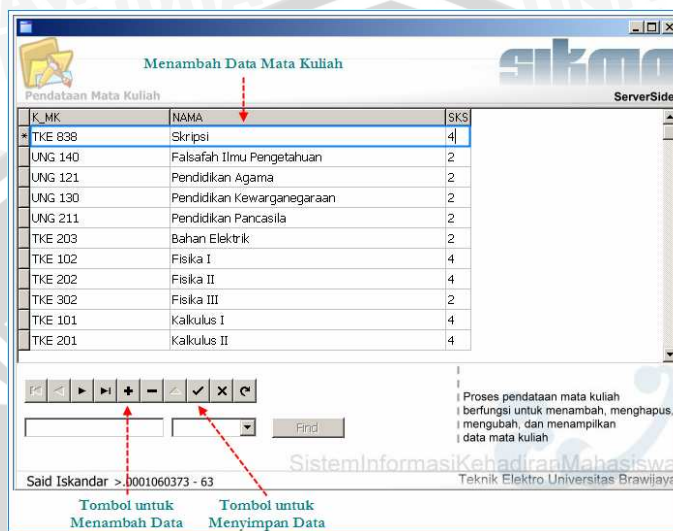 Menambah Data Mata Kuliah
sikma
Pendataan Mata Kuliah
ServerSide
K_MK NAMA SKS
* TKE 838 Skripsi 4
UNG 140 Falsafah Ilmu Pengetahuan 2
UNG 121 Pendidikan Agama 2
UNG 130 Pendidikan Kewarganegaraan 2
UNG 211 Pendidikan Pancasila 2
TKE 203 Bahan Elektrik 2
TKE 102 Fisika I 4
TKE 202 Fisika II 4
TKE 302 Fisika III 2
TKE 101 Kalkulus I 4
TKE 201 Kalkulus II 4
Find
Proses pendataan mata kuliah
berfungsi untuk menambah, menghapus,
mengubah, dan menampilkan
data mata kuliah
SistemInformasiKehadiranMahasiswa
Said Iskandar >.0001060373 - 63
Teknik Elektro Universitas Brawijaya
Tombol untuk Menambah Data
Tombol untuk Menyimpan Data